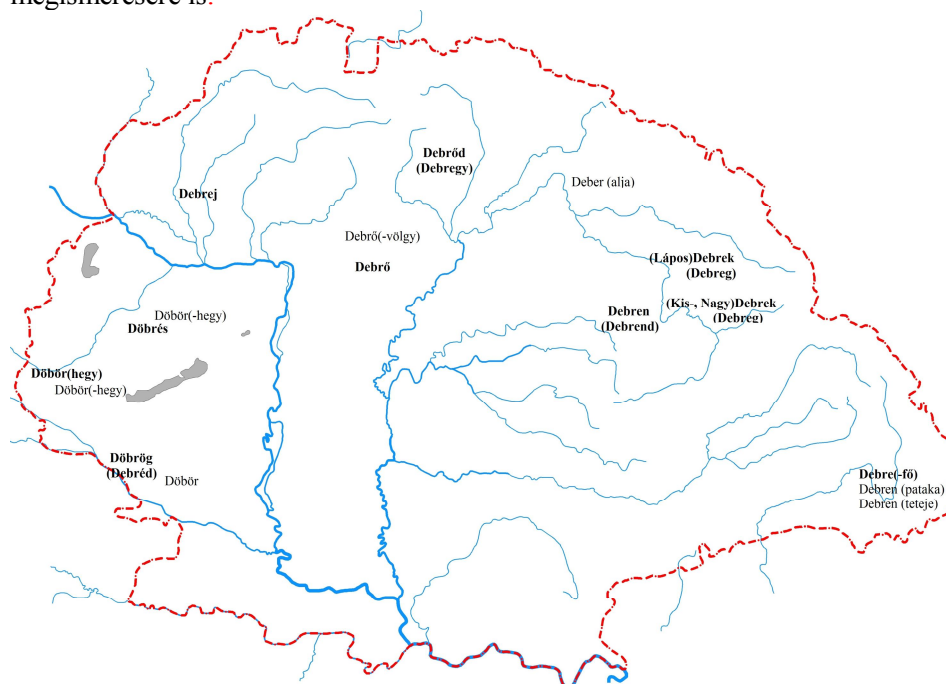 megismerésére is.
Debrőd
(Debregy)
Deber (alja)
Debrej
Debrő(-völgy)
Debrő
(Lápos)Debrek
(Debreg)
(Kis-, Nagy)Debrek
(Debreg)
Debren
(Debrend)
Döbör(-hegy)
Döbrés
Döbör(hegy)
Döbör(-hegy)
Döbrög
(Debréd)
Döbör
Debre(-fő)
Debren (pataka)
Debren (teteje)